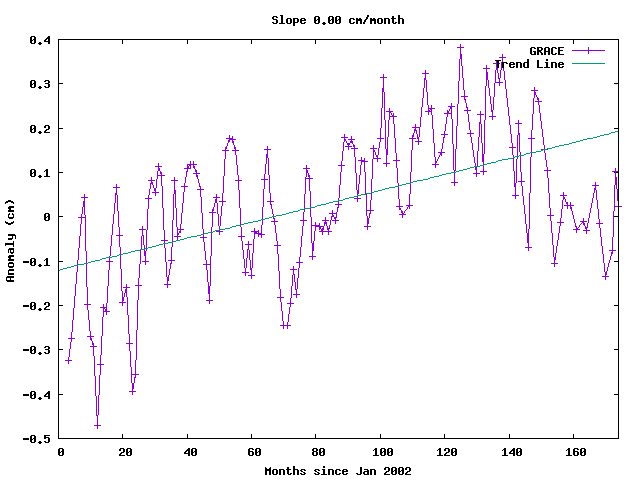 Slope 0.00 cm/month
0.4
GRACE
Trend Line
0.3
0.2
0.1
0
-0.1
-0.2
-0.3
-0.4
-0.5
Anomaly (cm)
0 20 40 60 80 100 120 140 160
Months since Jan 2002